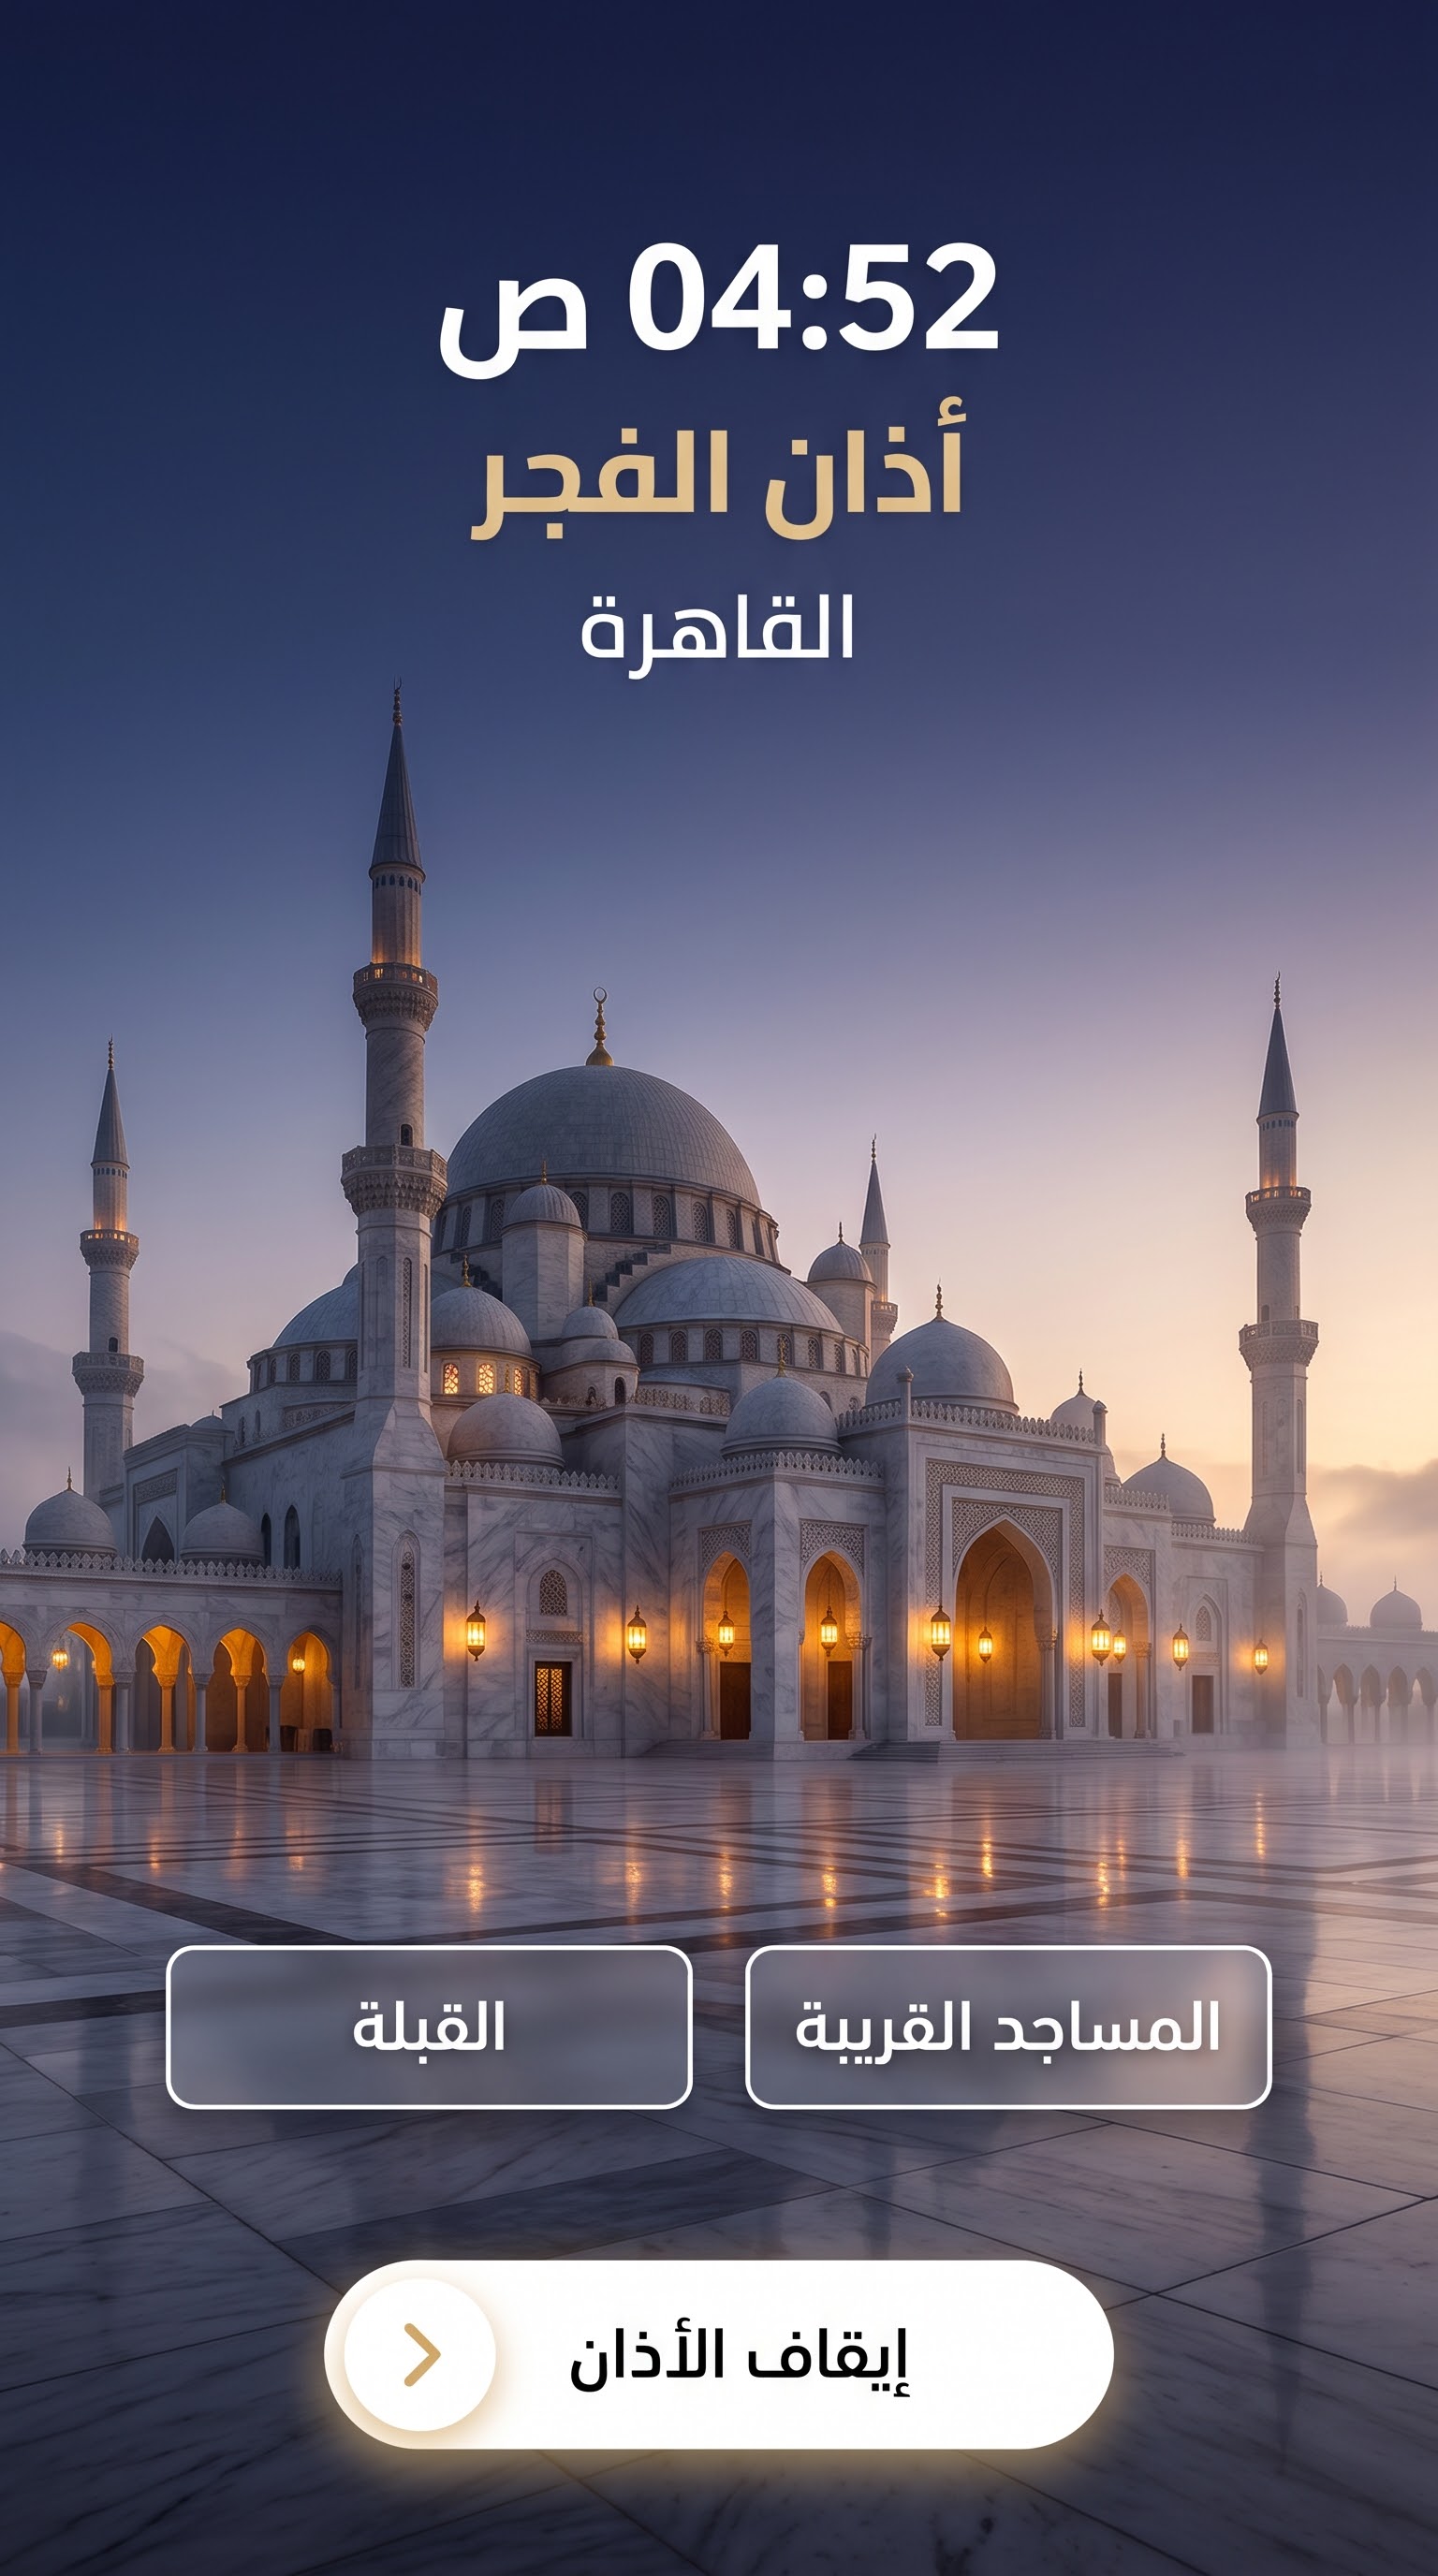 04:52 ص
أذان الفجر
القاهرة
المساجد القريبة
القبلة
إيقاف الأذان